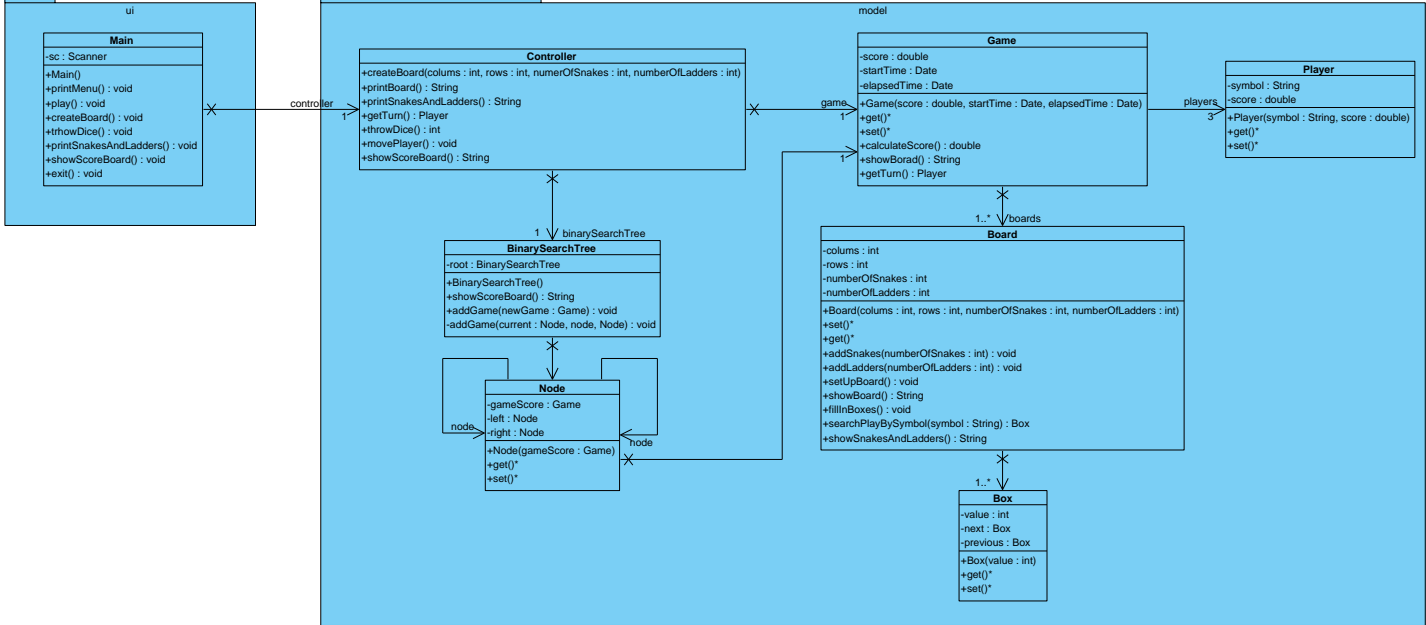 ui
Main
-sc : Scanner
+Main()
+printMenu() : void
+play() : void
+createBoard() : void
+trhowDice() : void
+printSnakesAndLadders() : void
+showScoreBoard() : void
+exit() : void
controller
1
model
Controller
+createBoard(colums : int, rows : int, numerOfSnakes : int, numberOfLadders : int)
+printBoard() : String
+printSnakesAndLadders() : String
+getTurn() : Player
+throwDice() : int
+movePlayer() : void
+showScoreBoard() : String
game
1
1
Game
-score : double
-startTime : Date
-elapsedTime : Date
+Game(score : double, startTime : Date, elapsedTime : Date)
+get()*
+set()*
+calculateScore() : double
+showBorad() : String
+getTurn() : Player
players
3
Player
-symbol : String
-score : double
+Player(symbol : String, score : double)
+get()*
+set()*
1 binarySearchTree
BinarySearchTree
-root : BinarySearchTree
+BinarySearchTree()
+showScoreBoard() : String
+addGame(newGame : Game) : void
-addGame(current : Node, node, Node) : void
node
node
Node
-gameScore : Game
-left : Node
-right : Node
+Node(gameScore : Game)
+get()*
+set()*
1..* boards
Board
-colums : int
-rows : int
-numberOfSnakes : int
-numberOfLadders : int
+Board(colums : int, rows : int, numberOfSnakes : int, numberOfLadders : int)
+set()*
+get()*
+addSnakes(numberOfSnakes : int) : void
+addLadders(numberOfLadders : int) : void
+setUpBoard() : void
+showBoard() : String
+fillInBoxes() : void
+searchPlayBySymbol(symbol : String) : Box
+showSnakesAndLadders() : String
1..*
Box
-value : int
-next : Box
-previous : Box
+Box(value : int)
+get()*
+set()*